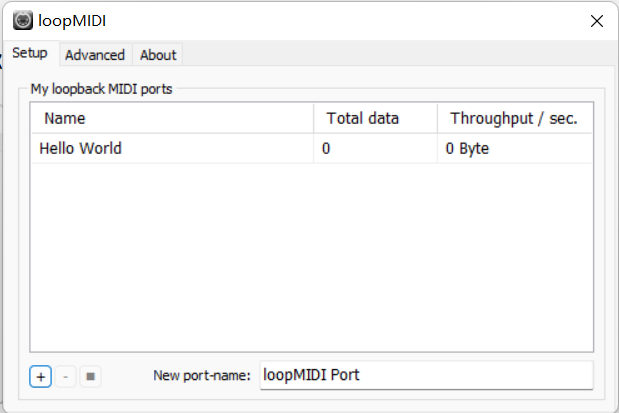 loopMIDI
Setup Advanced About
My loopback MIDI ports
Name Total data Throughput / sec.
Hello World 0 0 Byte
+ - New port-name: loopMIDI Port